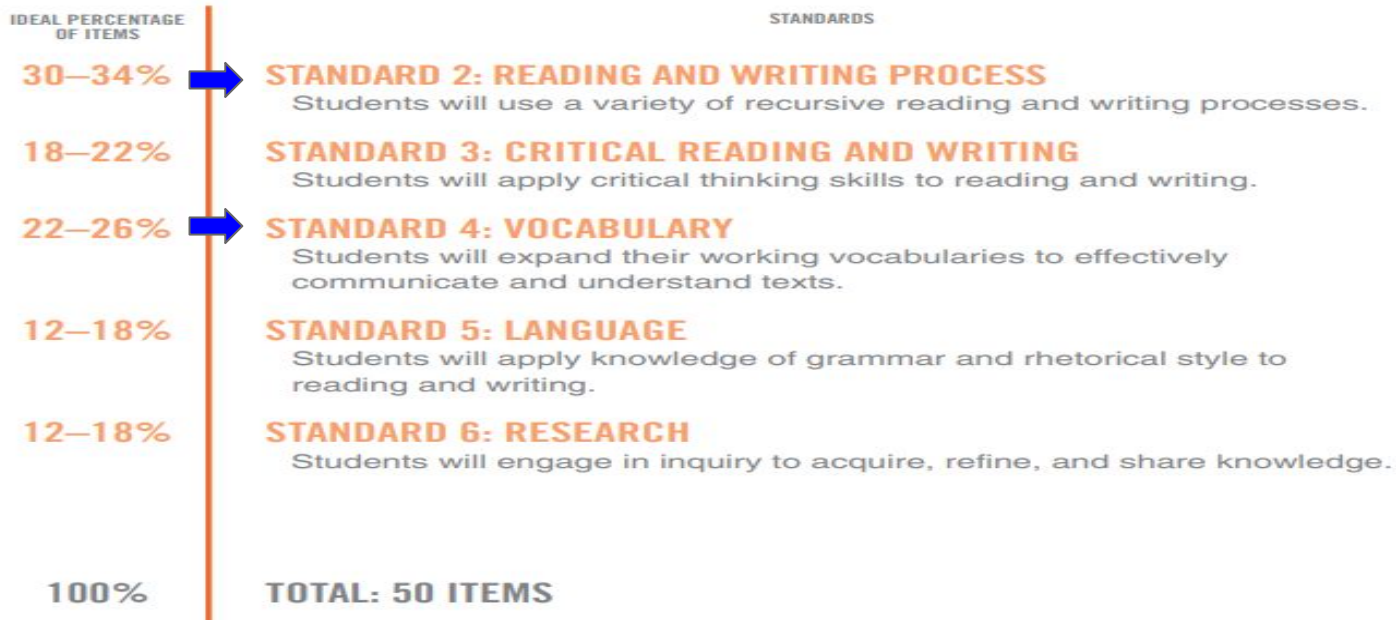 IDEAL PERCENTAGE
OF ITEMS
STANDARDS
30–34%
STANDARD 2: READING AND WRITING PROCESS
Students will use a variety of recursive reading and writing processes.
18–22%
STANDARD 3: CRITICAL READING AND WRITING
Students will apply critical thinking skills to reading and writing.
22–26%
STANDARD 4: VOCABULARY
Students will expand their working vocabularies to effectively
communicate and understand texts.
12–18%
STANDARD 5: LANGUAGE
Students will apply knowledge of grammar and rhetorical style to
reading and writing.
12–18%
STANDARD 6: RESEARCH
Students will engage in inquiry to acquire, refine, and share knowledge.
100%
TOTAL: 50 ITEMS